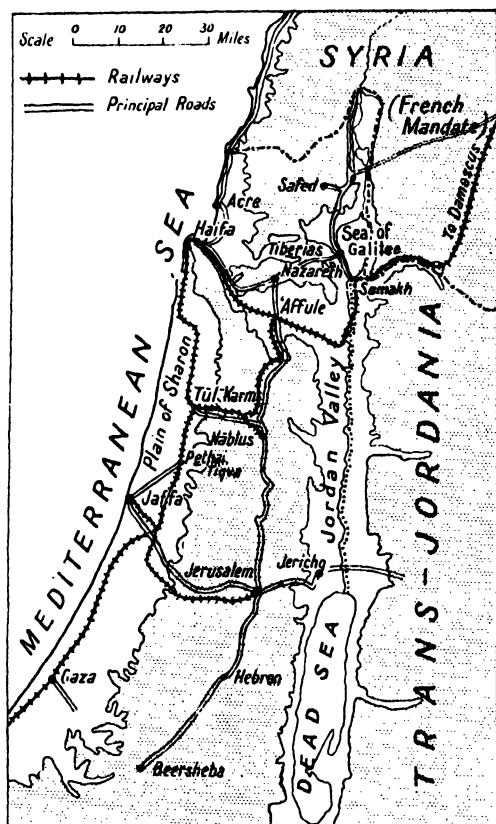 Scale 0 10 20 30 Miles
Railways
Principal Roads
SYRIA
(French
Mandate)
To Damascus
Safed
Acre
Haifa
SEA
Sea of
Galilee
Tiberias
Nazareth
Semakh
Affule
MEDITERRANEAN
Plain of Sharon
Tul Karm
Nablus
Pethai
Tiqva
Jaffa
Jordan Valley
TRANS-JORDANIA
Jerusalem
Jericho
Gaza
Hebron
DEAD SEA
Beersheba